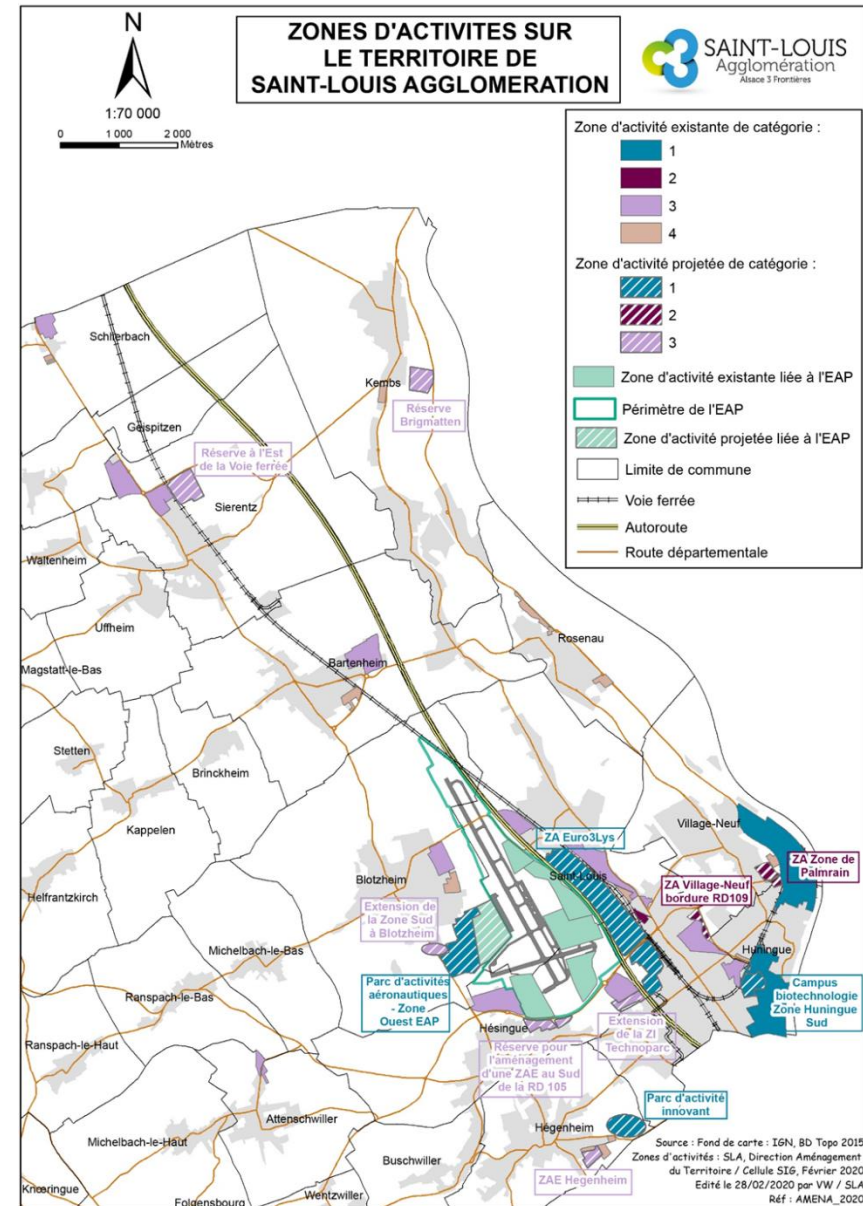 N
1:70 000
0 1 000 2 000
Mètres
ZONES D'ACTIVITES SUR
LE TERRITOIRE DE
SAINT-LOUIS AGGLOMERATION
SAINT-LOUIS
Agglomération
Alsace 3 Frontières
Zone d'activité existante de catégorie :
1
2
3
4
Zone d'activité projetée de catégorie :
1
2
3
Zone d'activité existante liée à l'EAP
Périmètre de l'EAP
Zone d'activité projetée liée à l'EAP
Limite de commune
Voie ferrée
Autoroute
Route départementale
Schlierbach
Kembs
Réserve
Brigmatten
Geispitzen
Réserve à l'Est
de la Voie ferrée
Sierentz
Waltenheim
Uffheim
Rosenau
Magstatt-le-Bas
Bartenheim
Stetten
Brinckheim
Kappelen
Village-Neuf
ZA Euro3Lys
ZA Zone de
Palmrain
Saint-Louis
Blotzheim
ZA Village-Neuf
bordure RD109
Helfrantzkirch
Extension de
la Zone Sud
à Blotzheim
Michelbach-le-Bas
Huningue
Parc d'activités
aéronautiques
- Zone
Ouest EAP
Campus
biotechnologie
Zone Huningue
Sud
Ranspach-le-Bas
Hésingue
Extension
de la ZI
Technoparc
Ranspach-le-Haut
Réserve pour
l'aménagement
d'une ZAE au Sud
de la RD 105
Parc d'activité
innovant
Attenschwiller
Hégenheim
Michelbach-le-Haut
Buschwiller
ZAE Hegenheim
Knœringue
Wentzwiller
Folgensbourg
Source : Fond de carte : IGN, BD Topo 2015
Zones d'activités : SLA, Direction Aménagement
du Territoire / Cellule SIG, Février 2020
Edité le 28/02/2020 par VW / SLA
Réf : AMENA_2020